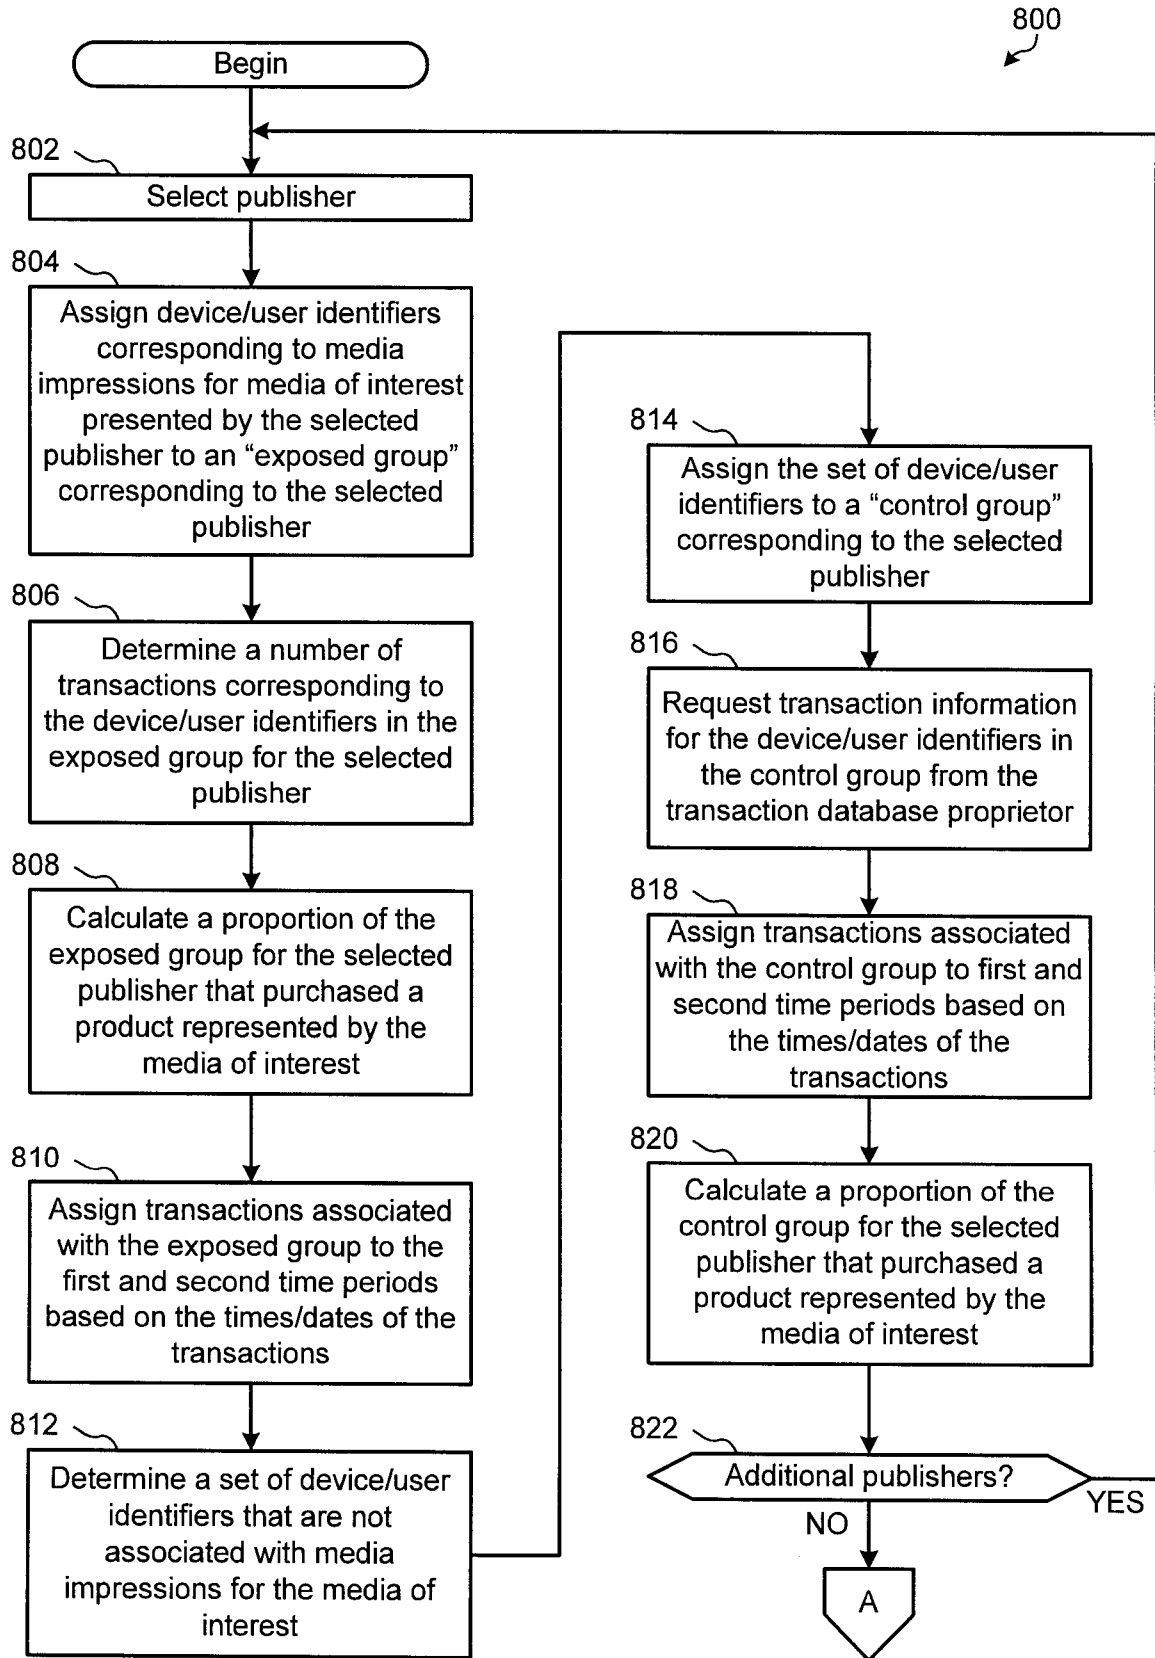 800
Begin
802
Select publisher
804
Assign device/user identifiers
corresponding to media
impressions for media of interest
presented by the selected
publisher to an “exposed group”
corresponding to the selected
publisher
806
Determine a number of
transactions corresponding to
the device/user identifiers in the
exposed group for the selected
publisher
808
Calculate a proportion of the
exposed group for the selected
publisher that purchased a
product represented by the
media of interest
810
Assign transactions associated
with the exposed group to the
first and second time periods
based on the times/dates of the
transactions
812
Determine a set of device/user
identifiers that are not
associated with media
impressions for the media of
interest
814
Assign the set of device/user
identifiers to a “control group”
corresponding to the selected
publisher
816
Request transaction information
for the device/user identifiers in
the control group from the
transaction database proprietor
818
Assign transactions associated
with the control group to first and
second time periods based on
the times/dates of the
transactions
820
Calculate a proportion of the
control group for the selected
publisher that purchased a
product represented by the
media of interest
822
Additional publishers?
YES
NO
A